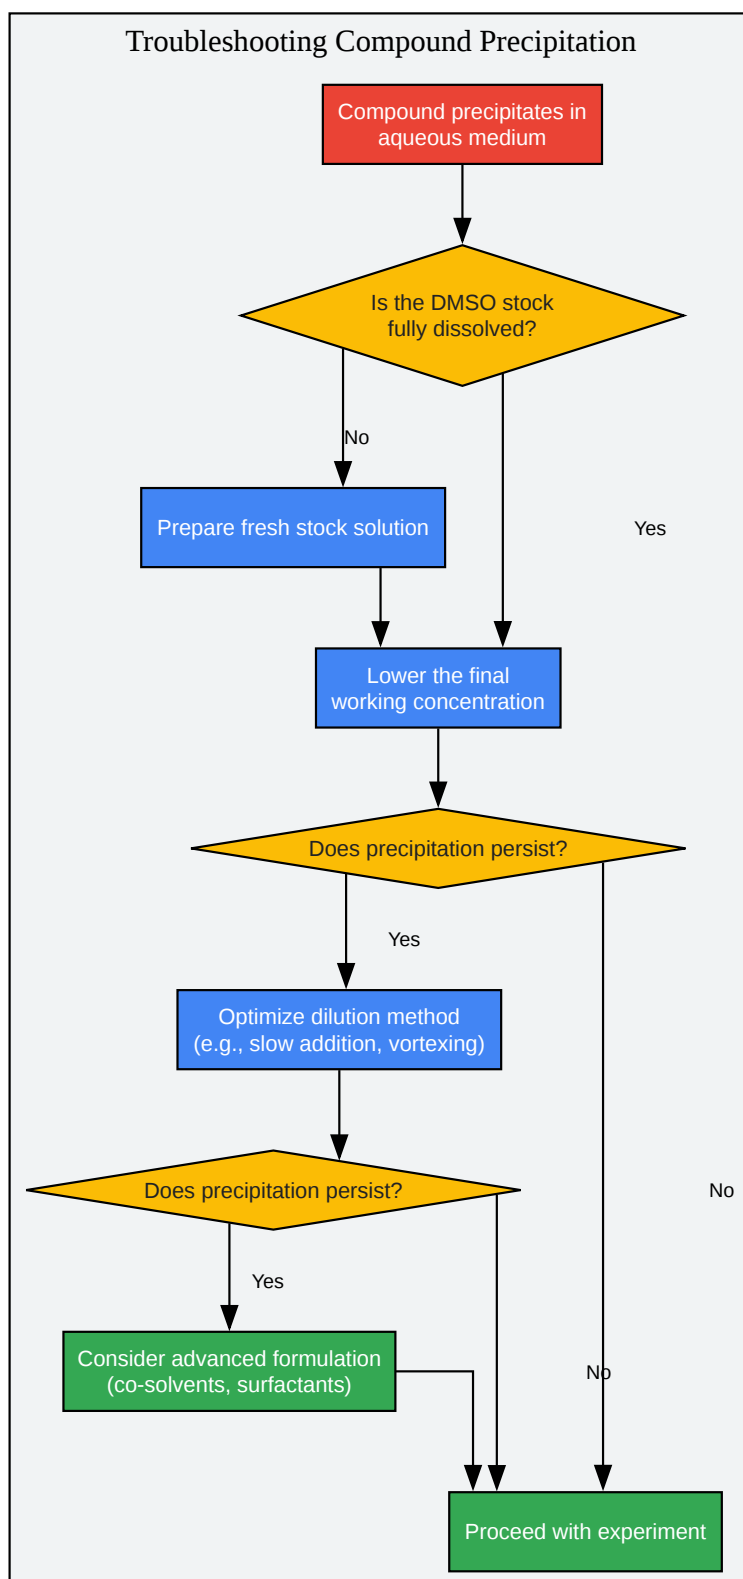 Troubleshooting Compound Precipitation
Compound precipitates in
aqueous medium
Is the DMSO stock
fully dissolved?
No
Prepare fresh stock solution
Yes
Lower the final
working concentration
Does precipitation persist?
Yes
Optimize dilution method
(e.g., slow addition, vortexing)
Does precipitation persist?
No
Yes
Consider advanced formulation
(co-solvents, surfactants)
No
Proceed with experiment